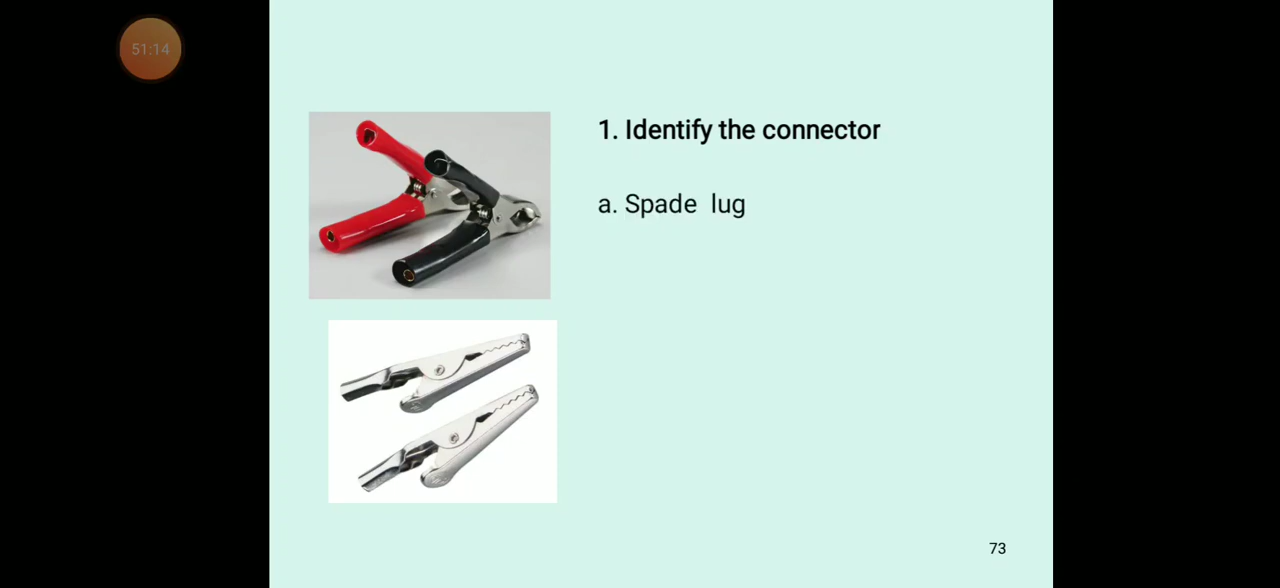 51:14
1. Identify the connector
a. Spade lug
73